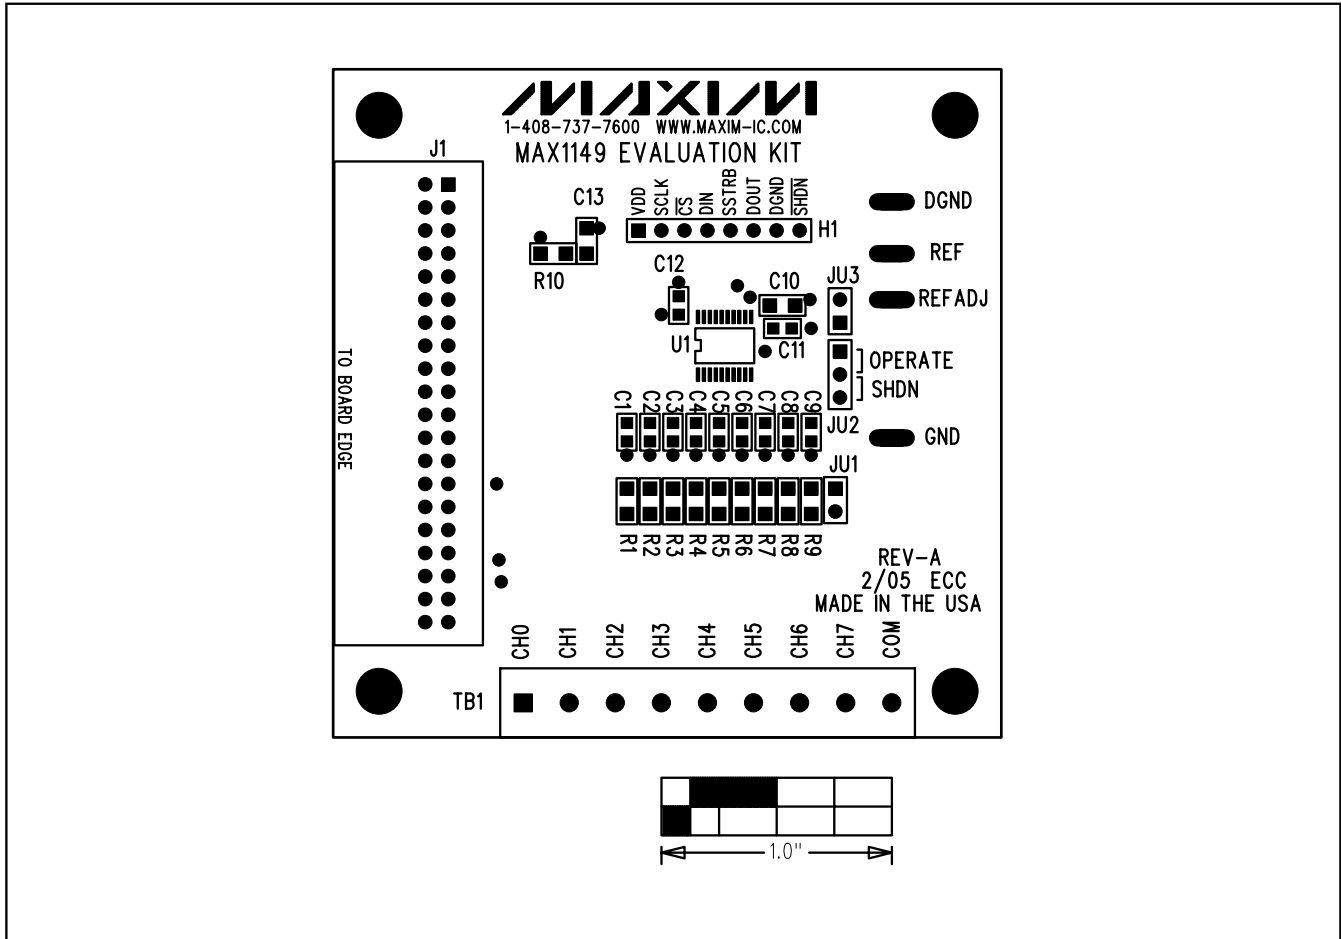 MAXIM
1-408-737-7600 WWW.MAXIM-IC.COM
MAX1149 EVALUATION KIT
J1
C13
VDD
SCLK
CS
DIN
SSTRB
DOUT
DGND
SHDN
H1
R10
DGND
REF
REFADJ
C12
C10
JU3
U1
C11
OPERATE
SHDN
JU2
GND
TO BOARD EDGE
C1
C2
C3
C4
C5
C6
C7
C8
C9
JU1
R1
R2
R3
R4
R5
R6
R7
R8
R9
REV-A
2/05 ECC
MADE IN THE USA
CH0
CH1
CH2
CH3
CH4
CH5
CH6
CH7
COM
TB1
1.0"